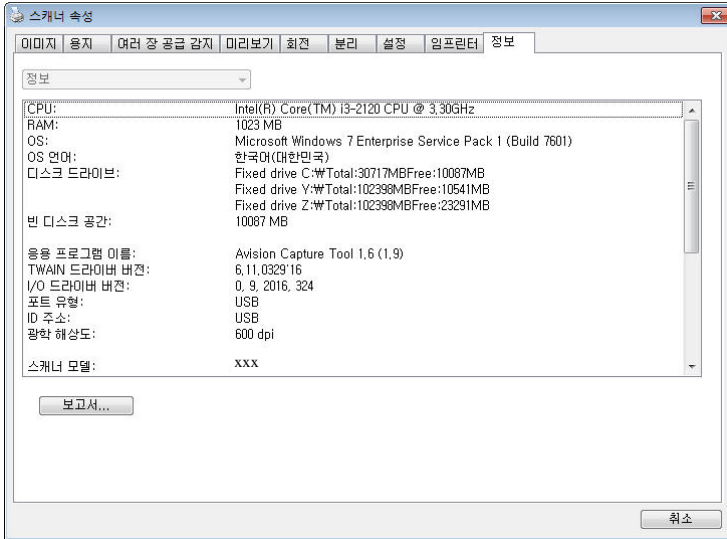 스캐너 속성
이미지 용지 여러 장 공급 감지 미리보기 회전 분리 설정 임프린터 정보
정보
CPU: Intel(R) Core(TM) i3-2120 CPU @ 3.30GHz
RAM: 1023 MB
OS: Microsoft Windows 7 Enterprise Service Pack 1 (Build 7601)
OS 언어: 한국어(대한민국)
디스크 드라이브: Fixed drive C:₩Total:30717MBFree:10087MB
Fixed drive Y:₩Total:102398MBFree:10541MB
Fixed drive Z:₩Total:102398MBFree:23291MB
빈 디스크 공간: 10087 MB
응용 프로그램 이름: Avision Capture Tool 1.6 (1.9)
TWAIN 드라이버 버전: 6.11.0329'16
I/O 드라이버 버전: 0, 9, 2016, 324
포트 유형: USB
ID 주소: USB
광학 해상도: 600 dpi
스캐너 모델: xxx
보고서...
취소